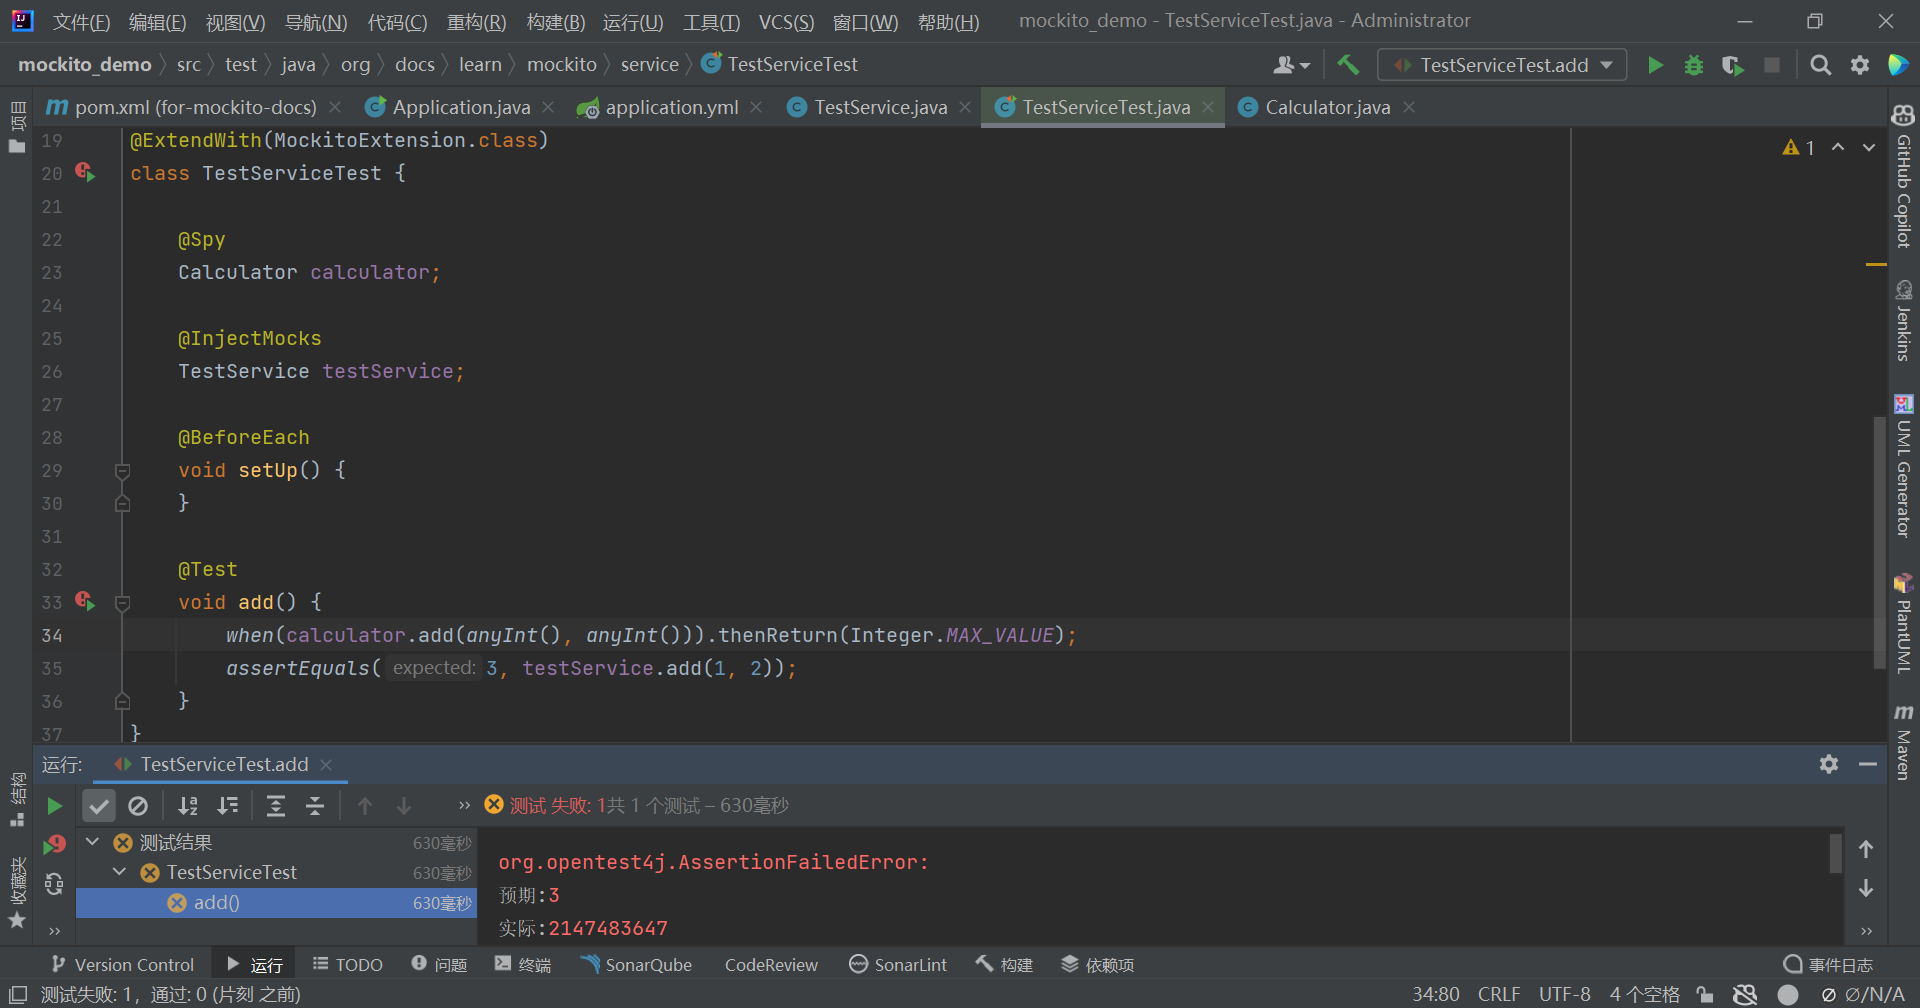 文件(F) 编辑(E) 视图(V) 导航(N) 代码(C) 重构(R) 构建(B) 运行(U) 工具(T) VCS(S) 窗口(W) 帮助(H) mockito_demo - TestServiceTest.java - Administrator
mockito_demo src test java org docs learn mockito service TestServiceTest TestServiceTest.add
pom.xml (for-mockito-docs) Application.java application.yml TestService.java TestServiceTest.java Calculator.java
项目
19 @ExtendWith(MockitoExtension.class)
1
20 class TestServiceTest {
21
22 @Spy
23 Calculator calculator;
24
25 @InjectMocks
26 TestService testService;
27
28 @BeforeEach
29 void setUp() {
30 }
31
32 @Test
33 void add() {
34 when(calculator.add(anyInt(), anyInt())).thenReturn(Integer.MAX_VALUE);
35 assertEquals( expected: 3, testService.add(1, 2));
36 }
37 }
GitHub Copilot
Jenkins
UML Generator
PlantUML
Maven
结构
收藏夹
运行: TestServiceTest.add
测试 失败: 1共 1 个测试 – 630毫秒
测试结果 630毫秒
TestServiceTest 630毫秒
add() 630毫秒
org.opentest4j.AssertionFailedError:
预期:3
实际:2147483647
Version Control 运行 TODO 问题 终端 SonarQube CodeReview SonarLint 构建 依赖项 事件日志
测试失败: 1，通过: 0 (片刻 之前) 34:80 CRLF UTF-8 4 个空格 ∅/N/A